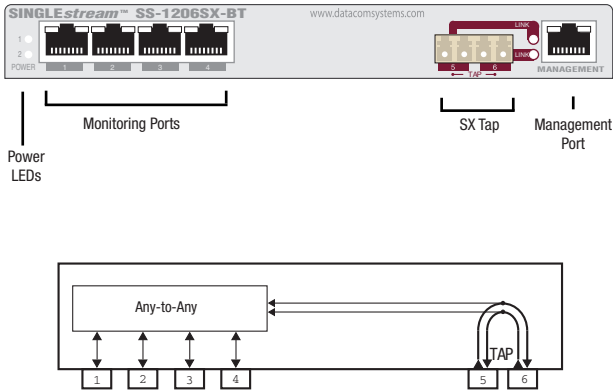 SINGLEstream™ SS-1206SX-BT
www.datacomsystems.com
LINK
1
2
POWER
1 2 3 4
LINK
5 6
TAP
MANAGEMENT
Monitoring Ports
SX Tap
Management
Port
Power
LEDs
Any-to-Any
TAP
1 2 3 4 5 6